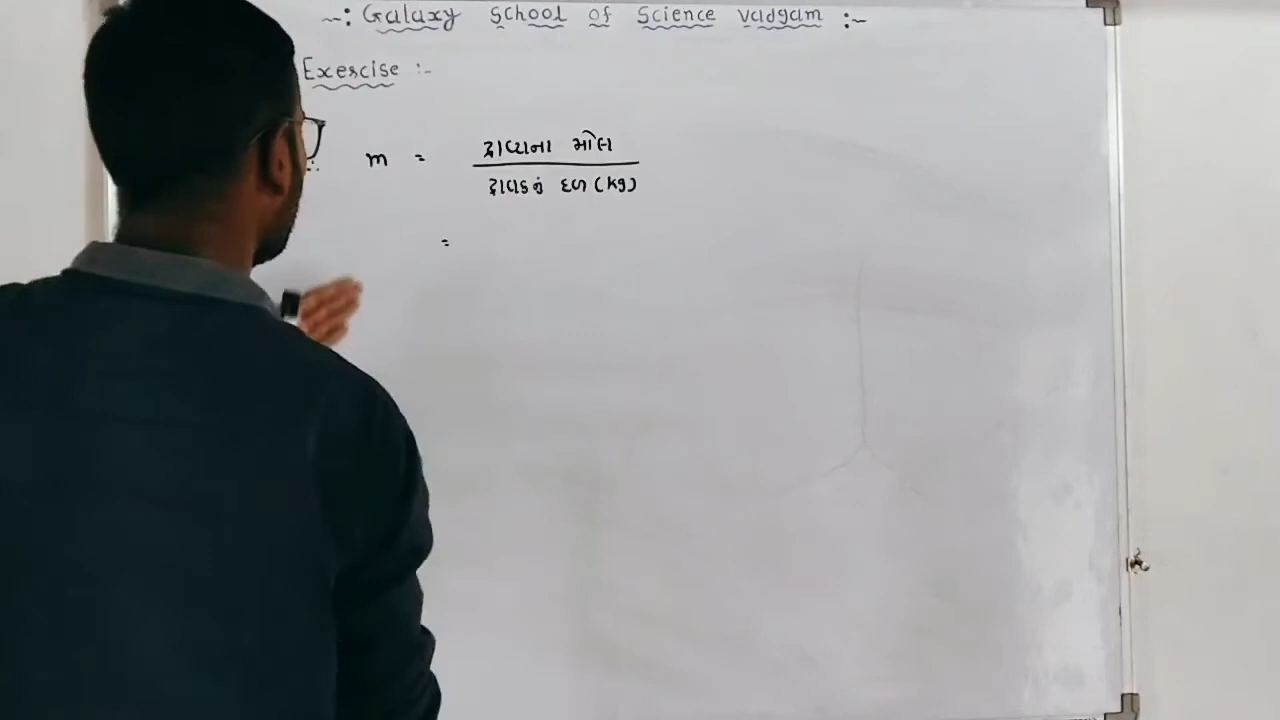 ~: Galaxy School of Science Vadgam :~
Exercise :-
∴ m = દ્રાવ્યના મોલ
દ્રાવકનું દળ (kg)
=